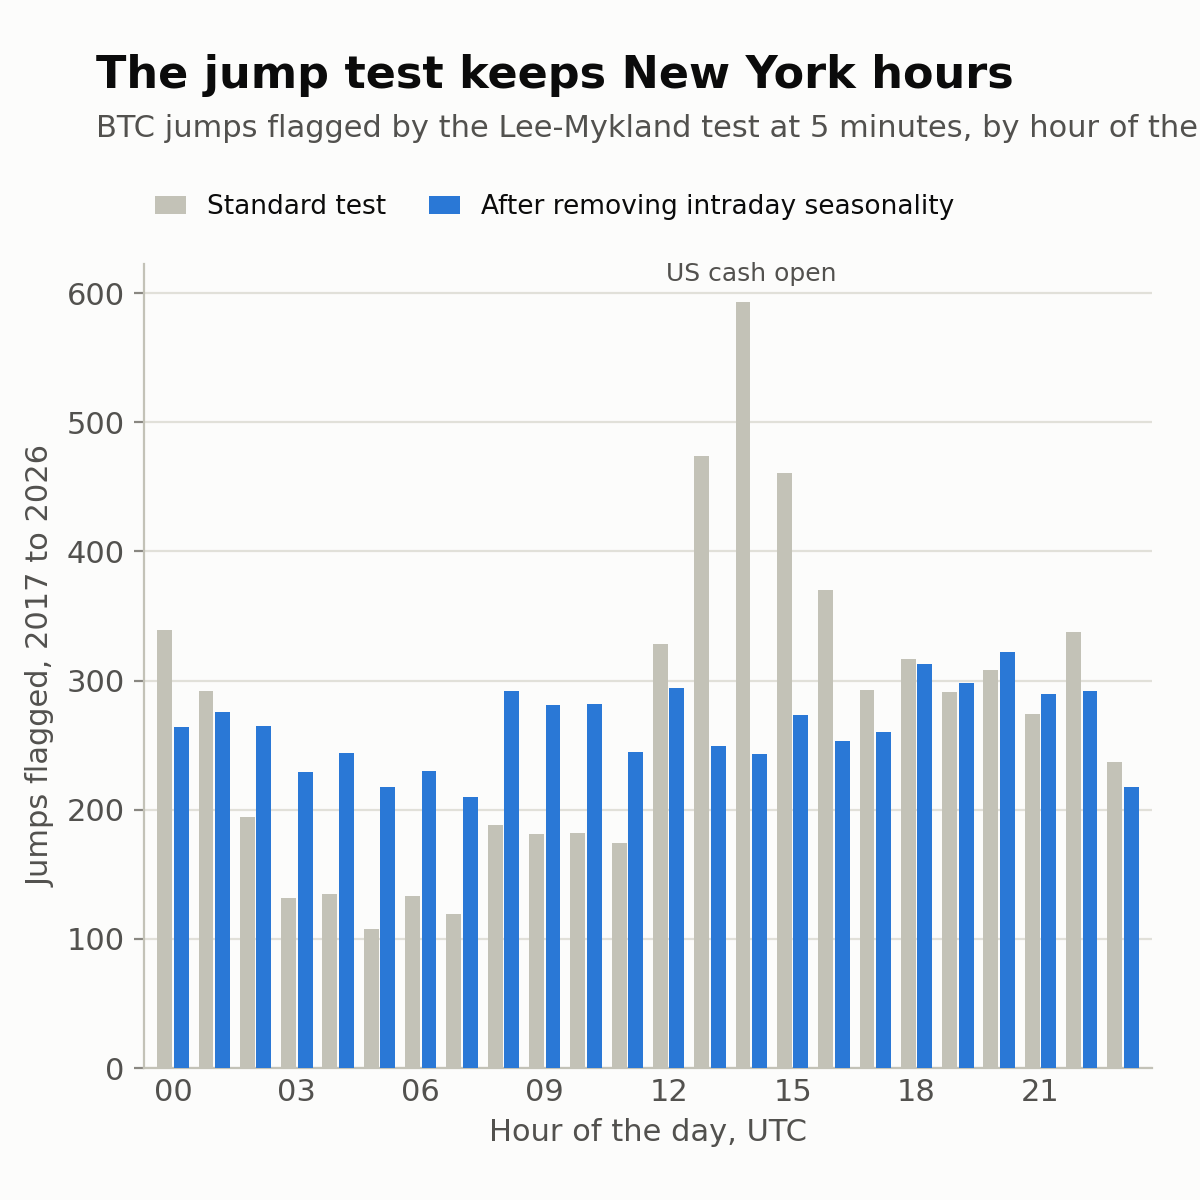 The jump test keeps New York hours
BTC jumps flagged by the Lee-Mykland test at 5 minutes, by hour of the
Standard test
After removing intraday seasonality
US cash open
600
500
400
300
200
100
0
Jumps flagged, 2017 to 2026
00 03 06 09 12 15 18 21
Hour of the day, UTC